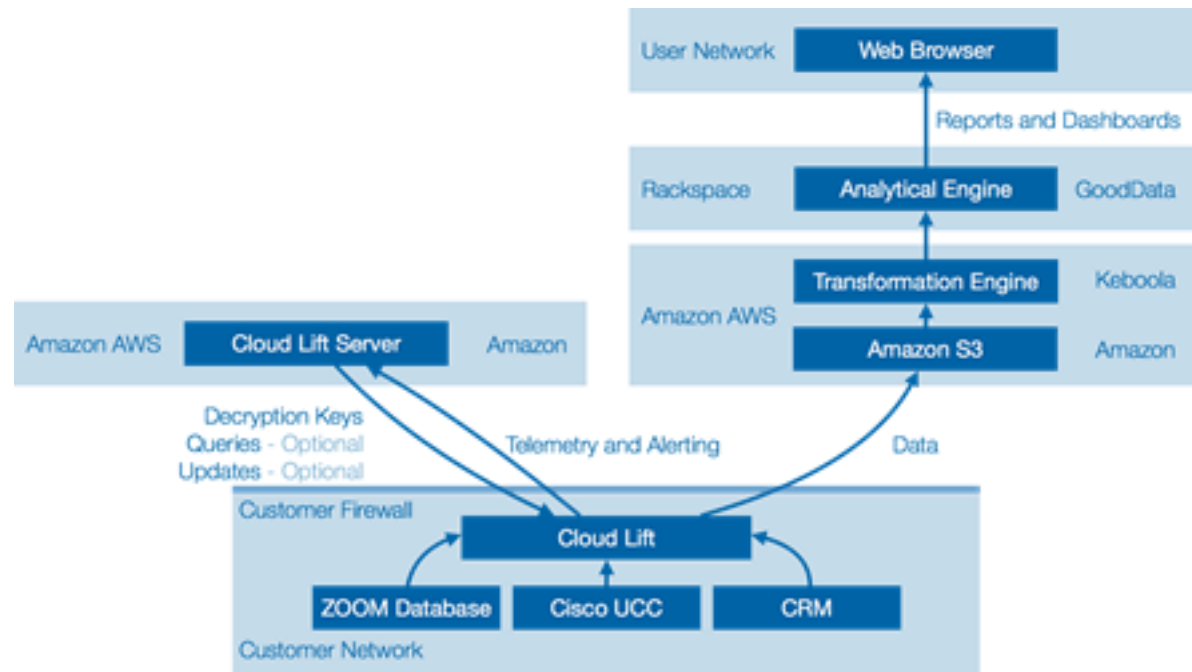 User Network
Web Browser
Reports and Dashboards
Rackspace
Analytical Engine
GoodData
Transformation Engine
Keboola
Amazon AWS
Amazon S3
Amazon
Amazon AWS
Cloud Lift Server
Amazon
Decryption Keys
Queries - Optional
Updates - Optional
Telemetry and Alerting
Data
Customer Firewall
Cloud Lift
ZOOM Database
Cisco UCC
CRM
Customer Network